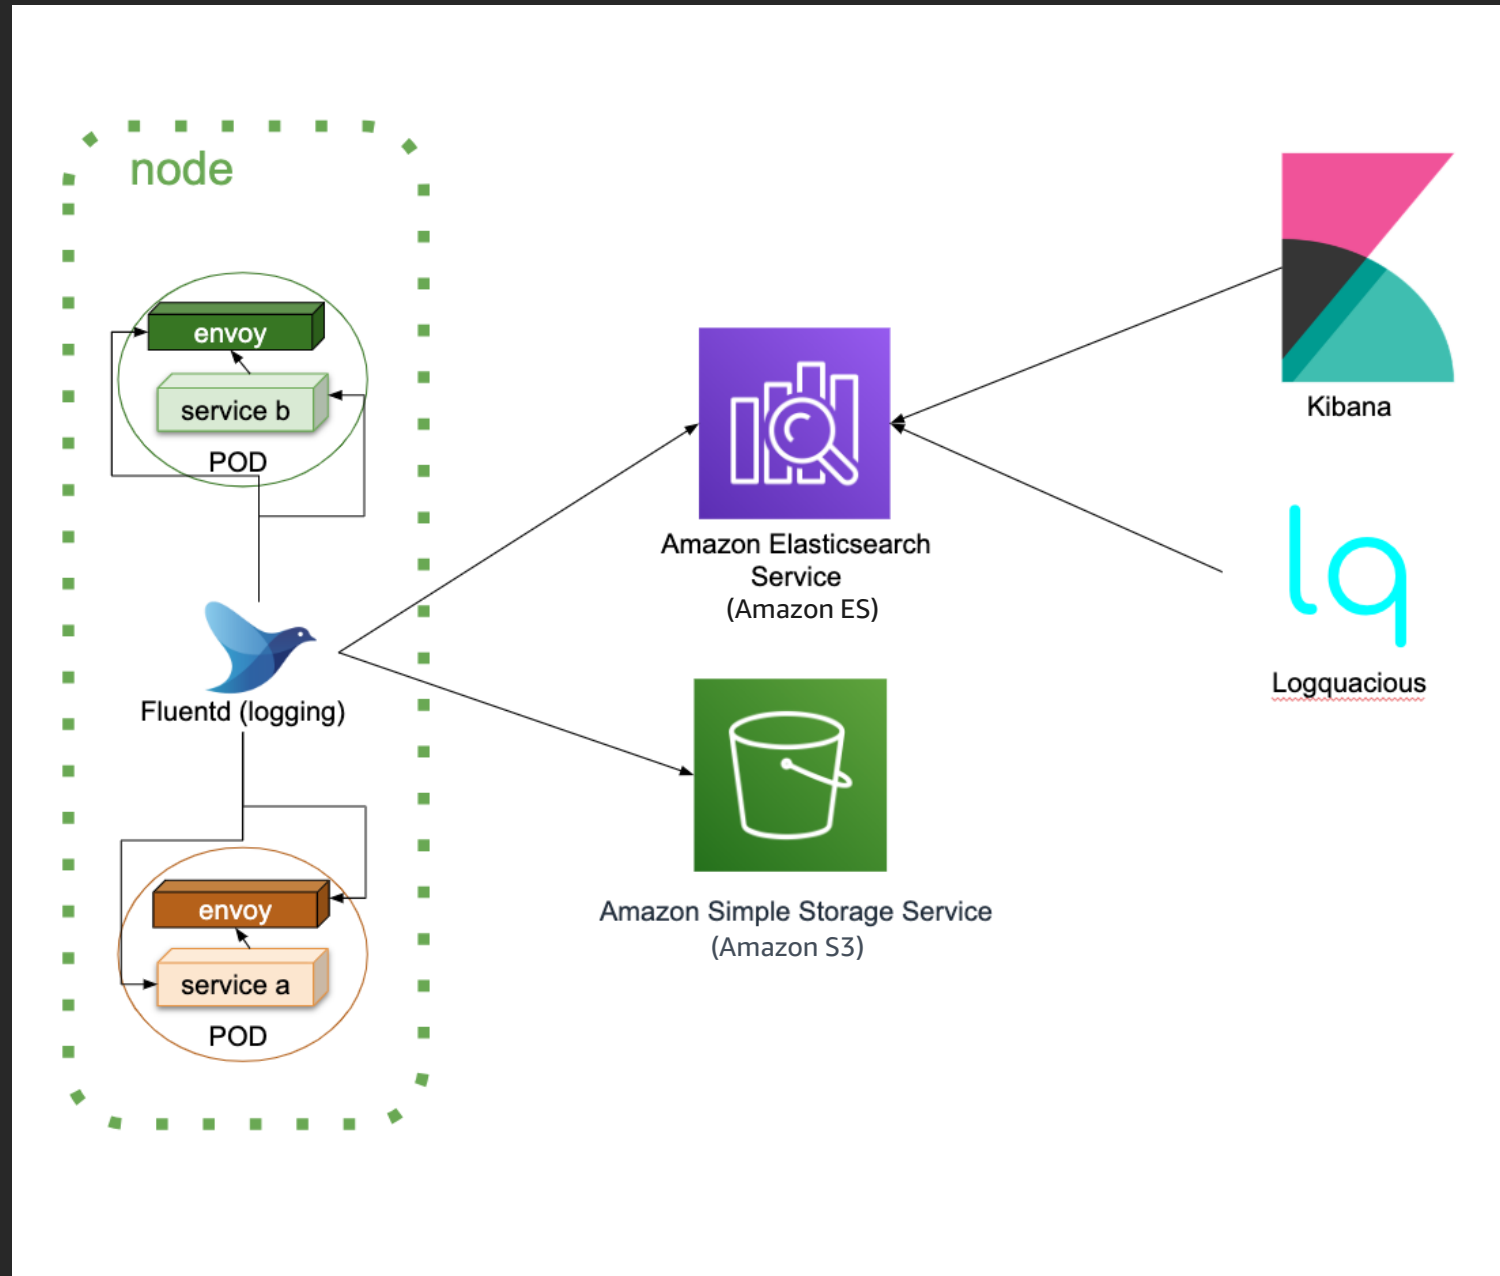 node
envoy
service b
POD
Fluentd (logging)
envoy
service a
POD
Amazon Elasticsearch
Service
(Amazon ES)
Amazon Simple Storage Service
(Amazon S3)
Kibana
lq
Logquacious